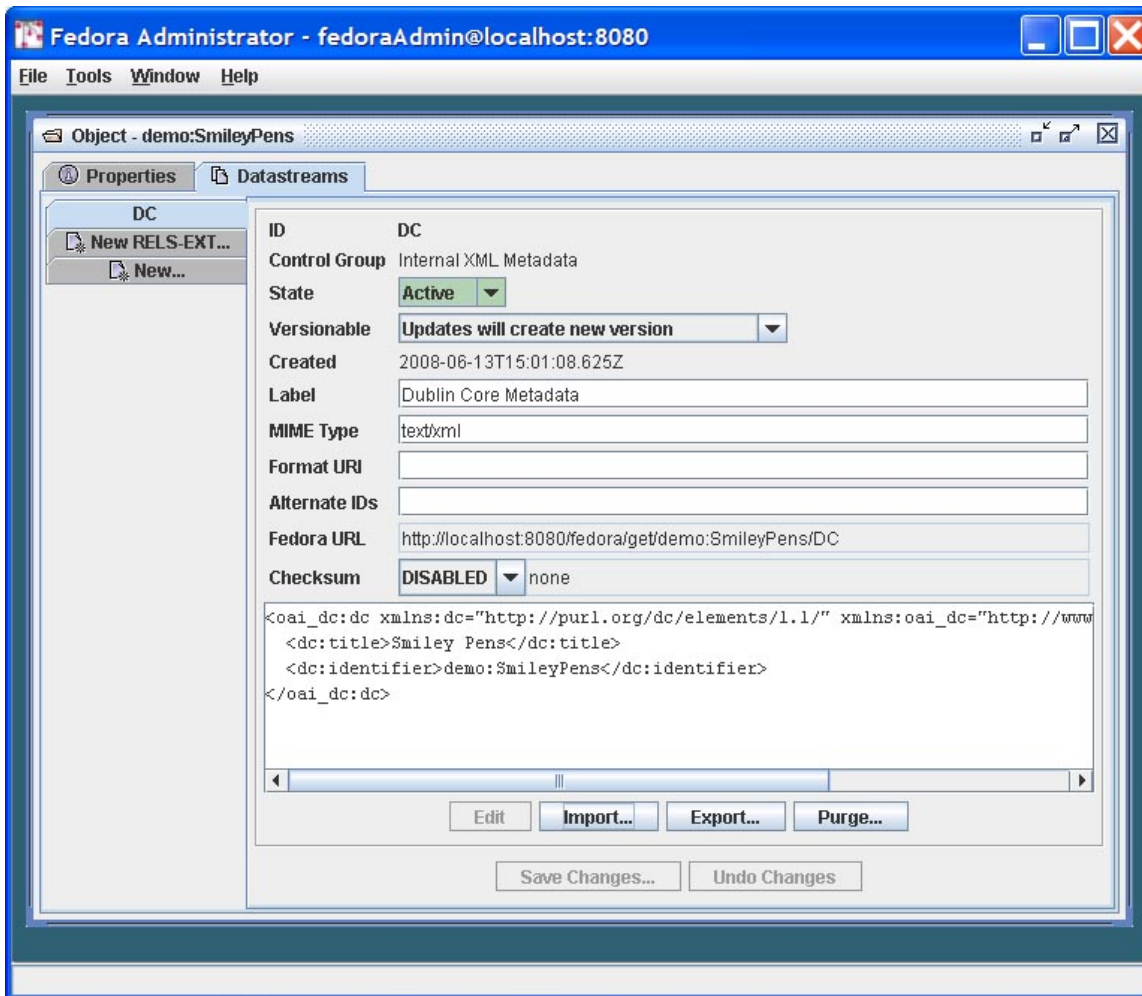 Fedora Administrator - fedoraAdmin@localhost:8080
File Tools Window Help
Object - demo:SmileyPens
Properties Datastreams
DC
New RELS-EXT...
New...
ID DC
Control Group Internal XML Metadata
State Active
Versionable Updates will create new version
Created 2008-06-13T15:01:08.625Z
Label Dublin Core Metadata
MIME Type text/xml
Format URI
Alternate IDs
Fedora URL http://localhost:8080/fedora/get/demo:SmileyPens/DC
Checksum DISABLED none
<oai_dc:dc xmlns:dc="http://purl.org/dc/elements/1.1/" xmlns:oai_dc="http://www
<dc:title>Smiley Pens</dc:title>
<dc:identifier>demo:SmileyPens</dc:identifier>
</oai_dc:dc>
Edit Import... Export... Purge...
Save Changes... Undo Changes